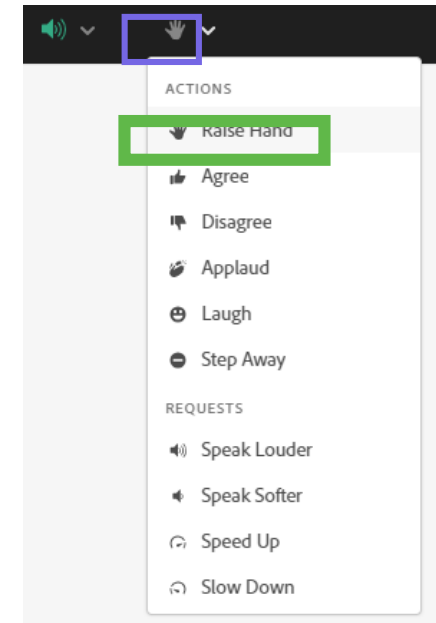 ACTIONS
Raise Hand
Agree
Disagree
Applaud
Laugh
Step Away
REQUESTS
Speak Louder
Speak Softer
Speed Up
Slow Down